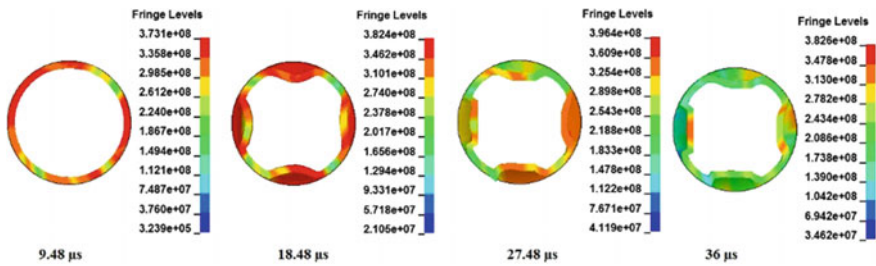 Fringe Levels
3.731e+08
3.358e+08
2.985e+08
2.612e+08
2.240e+08
1.867e+08
1.494e+08
1.121e+08
7.487e+07
3.760e+07
3.239e+05
9.48 µs
Fringe Levels
3.824e+08
3.462e+08
3.101e+08
2.740e+08
2.378e+08
2.017e+08
1.656e+08
1.294e+08
9.331e+07
5.718e+07
2.105e+07
18.48 µs
Fringe Levels
3.964e+08
3.609e+08
3.254e+08
2.898e+08
2.543e+08
2.188e+08
1.833e+08
1.478e+08
1.122e+08
7.671e+07
4.119e+07
27.48 µs
Fringe Levels
3.826e+08
3.478e+08
3.130e+08
2.782e+08
2.434e+08
2.086e+08
1.738e+08
1.390e+08
1.042e+08
6.942e+07
3.462e+07
36 µs